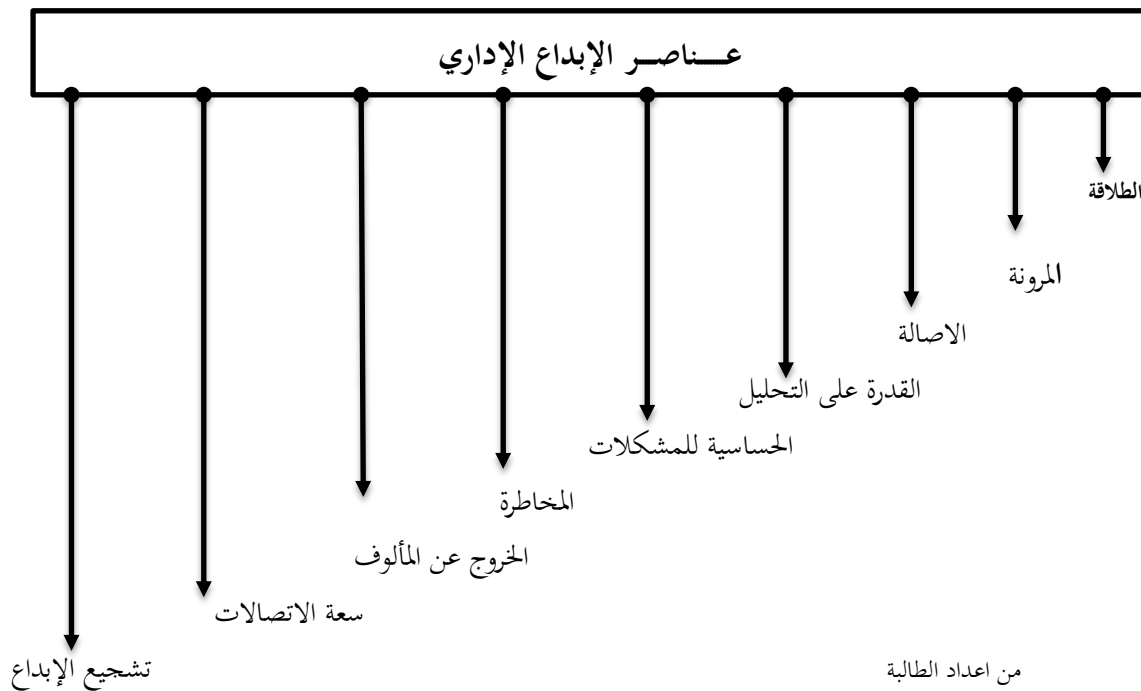 عـــناصـــر الإبداع الإداري
الطلاقة
المرونة
الاصالة
القدرة على التحليل
الحساسية للمشكلات
المخاطرة
الخروج عن المألوف
سعة الاتصالات
تشجيع الإبداع
من اعداد الطالبة